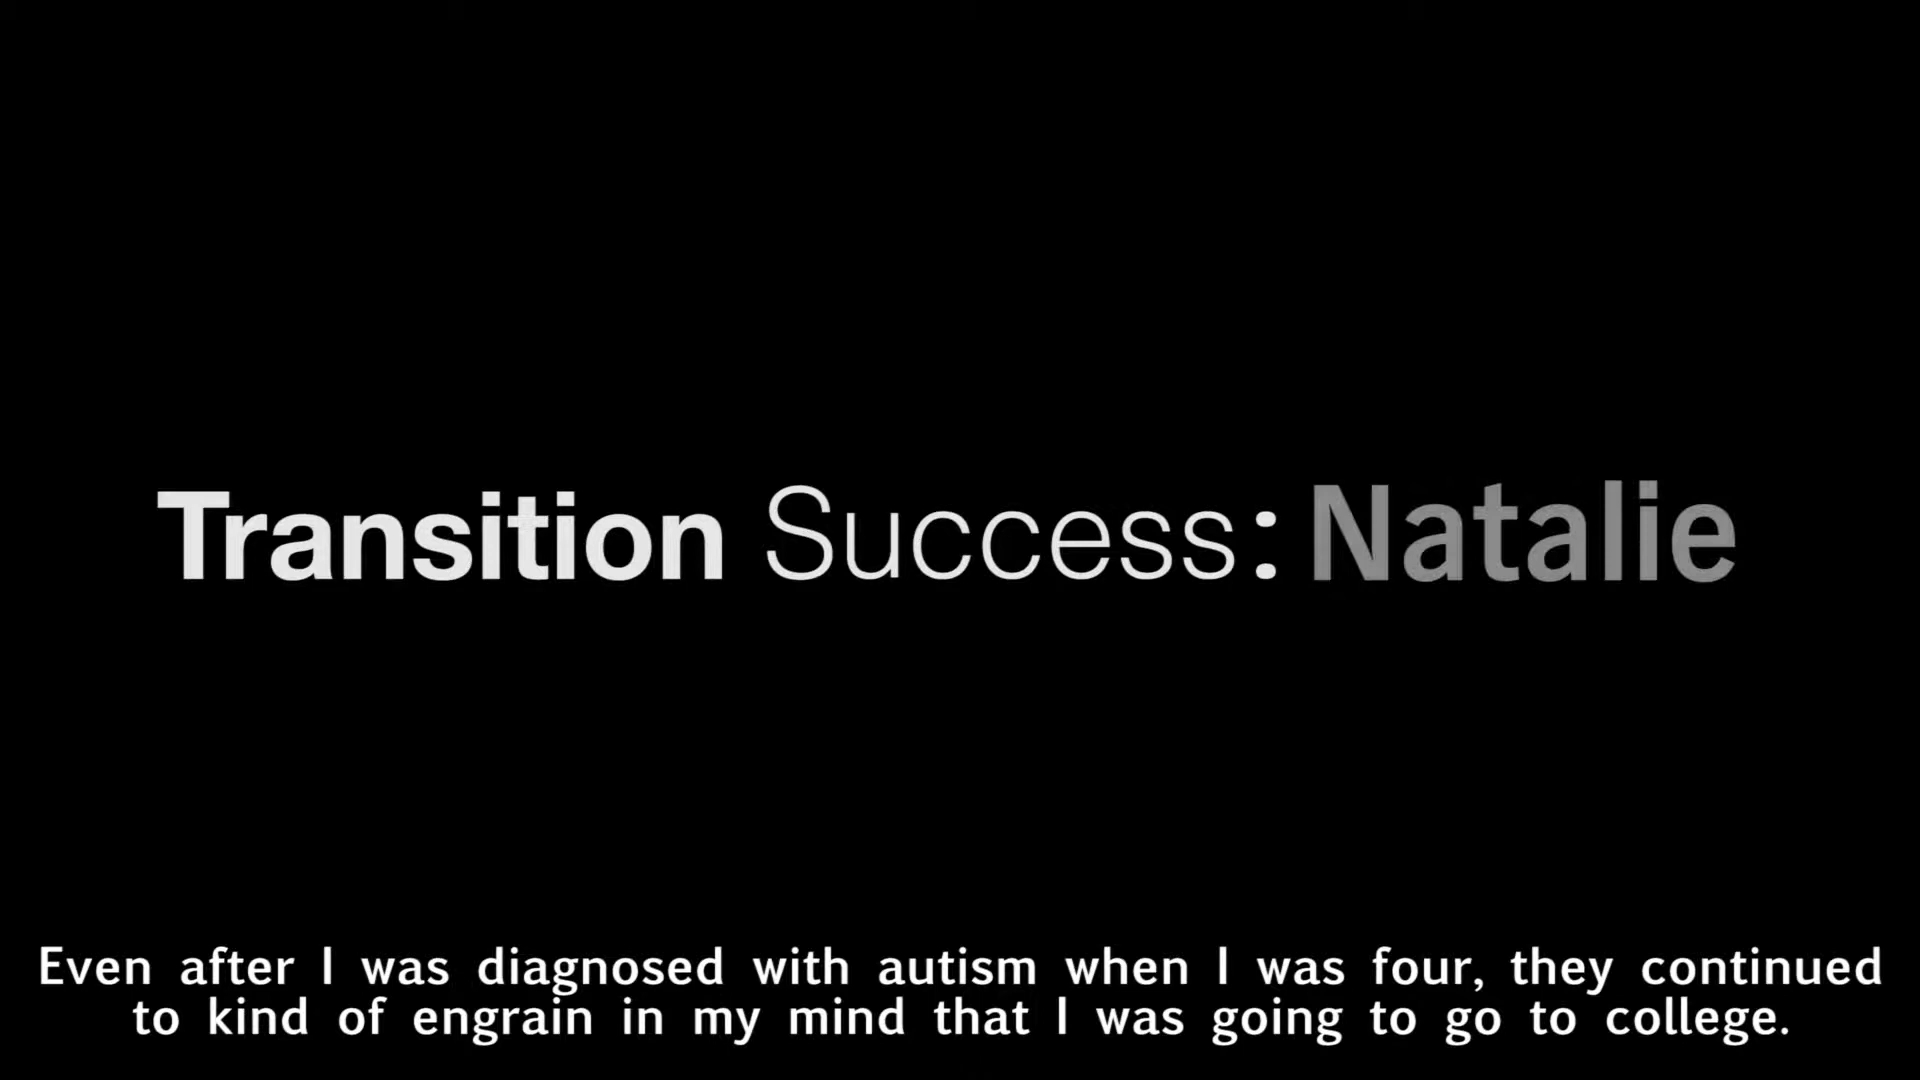 Transition Success: Natalie
Even after I was diagnosed with autism when I was four, they continued
to kind of engrain in my mind that I was going to go to college.